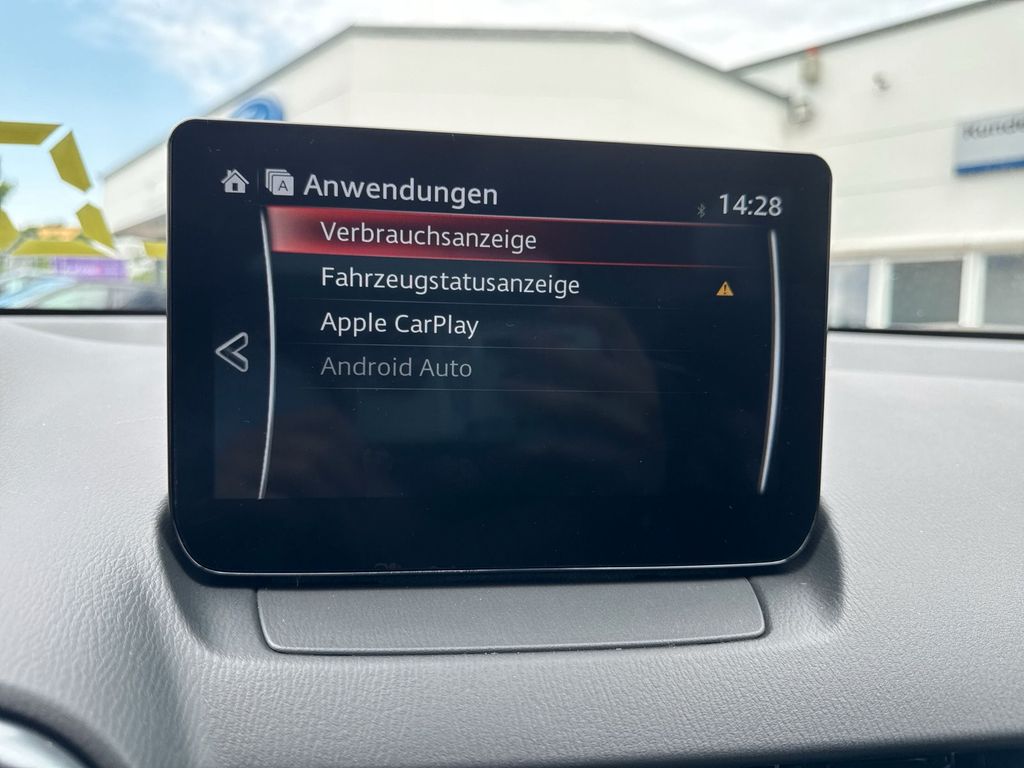 A Anwendungen
14:28
Verbrauchsanzeige
Fahrzeugstatusanzeige
Apple CarPlay
Android Auto